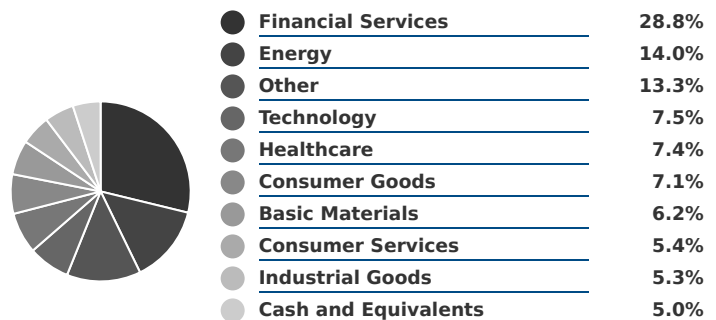 Financial Services 28.8%
Energy 14.0%
Other 13.3%
Technology 7.5%
Healthcare 7.4%
Consumer Goods 7.1%
Basic Materials 6.2%
Consumer Services 5.4%
Industrial Goods 5.3%
Cash and Equivalents 5.0%